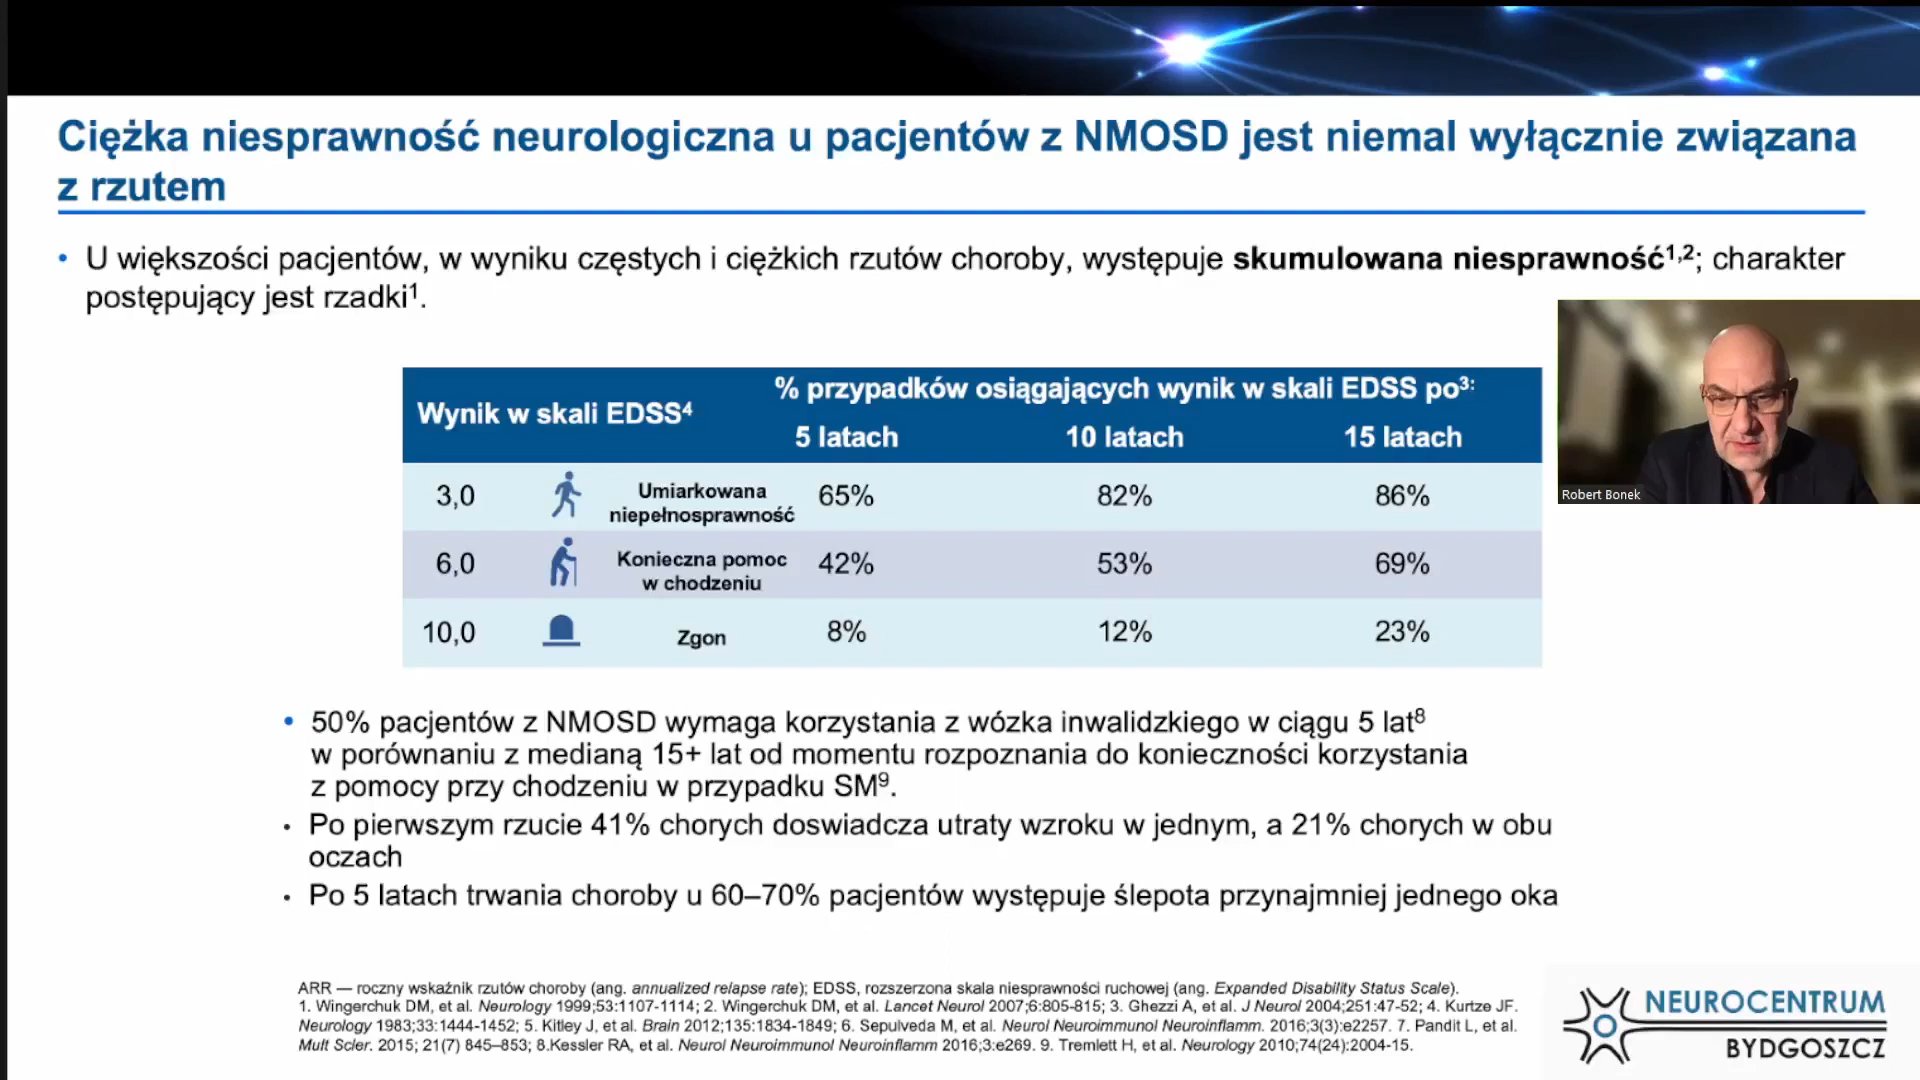 Ciężka niesprawność neurologiczna u pacjentów z NMOSD jest niemal wyłącznie związana
z rzutem
• U większości pacjentów, w wyniku częstych i ciężkich rzutów choroby, występuje skumulowana niesprawność¹,²; charakter
postępujący jest rzadki¹.
Wynik w skali EDSS⁴
% przypadków osiągających wynik w skali EDSS po³:
5 latach 10 latach 15 latach
3,0 Umiarkowana niepełnosprawność 65% 82% 86%
6,0 Konieczna pomoc w chodzeniu 42% 53% 69%
10,0 Zgon 8% 12% 23%
Robert Bonek
• 50% pacjentów z NMOSD wymaga korzystania z wózka inwalidzkiego w ciągu 5 lat⁸
w porównaniu z medianą 15+ lat od momentu rozpoznania do konieczności korzystania
z pomocy przy chodzeniu w przypadku SM⁹.
• Po pierwszym rzucie 41% chorych doswiadcza utraty wzroku w jednym, a 21% chorych w obu
oczach
• Po 5 latach trwania choroby u 60–70% pacjentów występuje ślepota przynajmniej jednego oka
ARR — roczny wskaźnik rzutów choroby (ang. annualized relapse rate); EDSS, rozszerzona skala niesprawności ruchowej (ang. Expanded Disability Status Scale).
1. Wingerchuk DM, et al. Neurology 1999;53:1107-1114; 2. Wingerchuk DM, et al. Lancet Neurol 2007;6:805-815; 3. Ghezzi A, et al. J Neurol 2004;251:47-52; 4. Kurtze JF.
Neurology 1983;33:1444-1452; 5. Kitley J, et al. Brain 2012;135:1834-1849; 6. Sepulveda M, et al. Neurol Neuroimmunol Neuroinflamm. 2016;3(3):e2257. 7. Pandit L, et al.
Mult Scler. 2015; 21(7) 845–853; 8.Kessler RA, et al. Neurol Neuroimmunol Neuroinflamm 2016;3:e269. 9. Tremlett H, et al. Neurology 2010;74(24):2004-15.
NEUROCENTRUM
BYDGOSZCZ